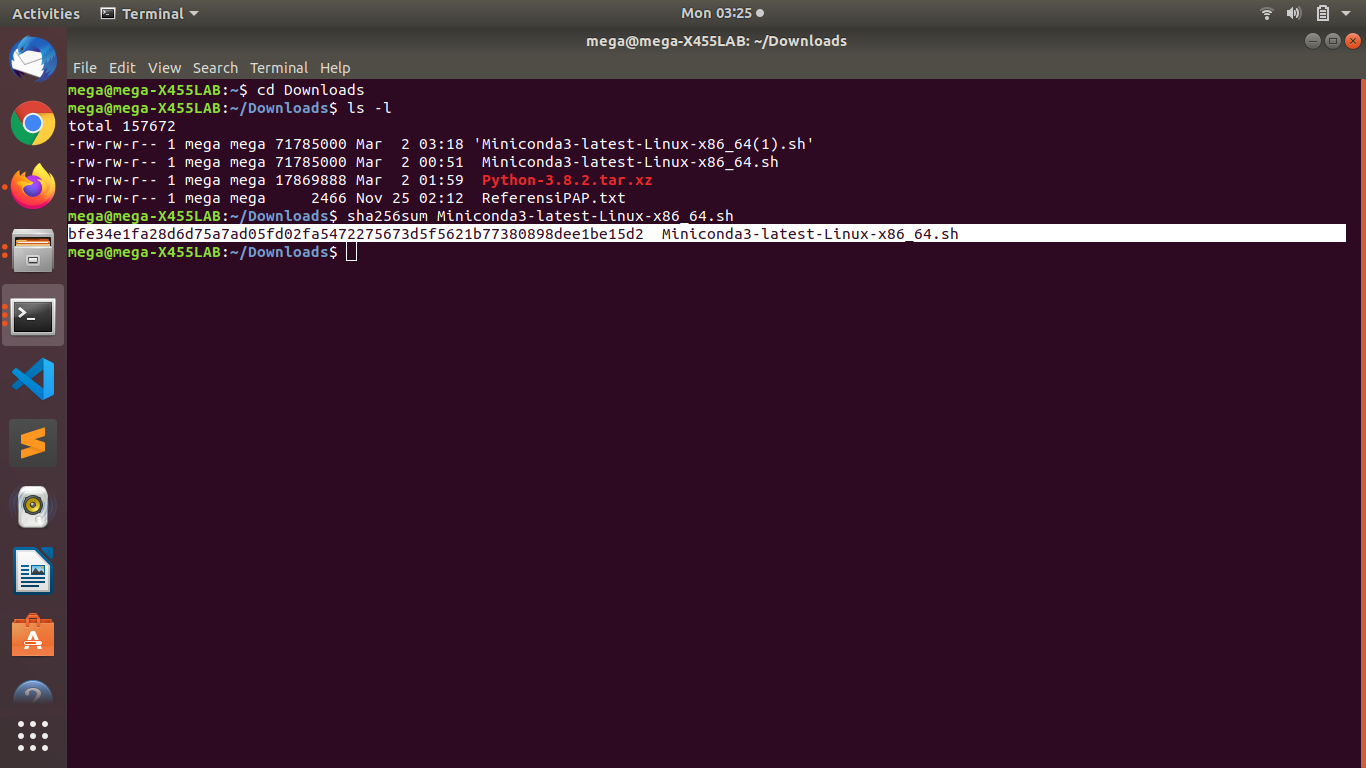 Activities Terminal Mon 03:25
mega@mega-X455LAB: ~/Downloads
File Edit View Search Terminal Help
mega@mega-X455LAB:~$ cd Downloads
mega@mega-X455LAB:~/Downloads$ ls -l
total 157672
-rw-rw-r-- 1 mega mega 71785000 Mar  2 03:18 'Miniconda3-latest-Linux-x86_64(1).sh'
-rw-rw-r-- 1 mega mega 71785000 Mar  2 00:51  Miniconda3-latest-Linux-x86_64.sh
-rw-rw-r-- 1 mega mega 17869888 Mar  2 01:59  Python-3.8.2.tar.xz
-rw-rw-r-- 1 mega mega     2466 Nov 25 02:12  ReferensiPAP.txt
mega@mega-X455LAB:~/Downloads$ sha256sum Miniconda3-latest-Linux-x86_64.sh
bfe34e1fa28d6d75a7ad05fd02fa5472275673d5f5621b77380898dee1be15d2  Miniconda3-latest-Linux-x86_64.sh
mega@mega-X455LAB:~/Downloads$